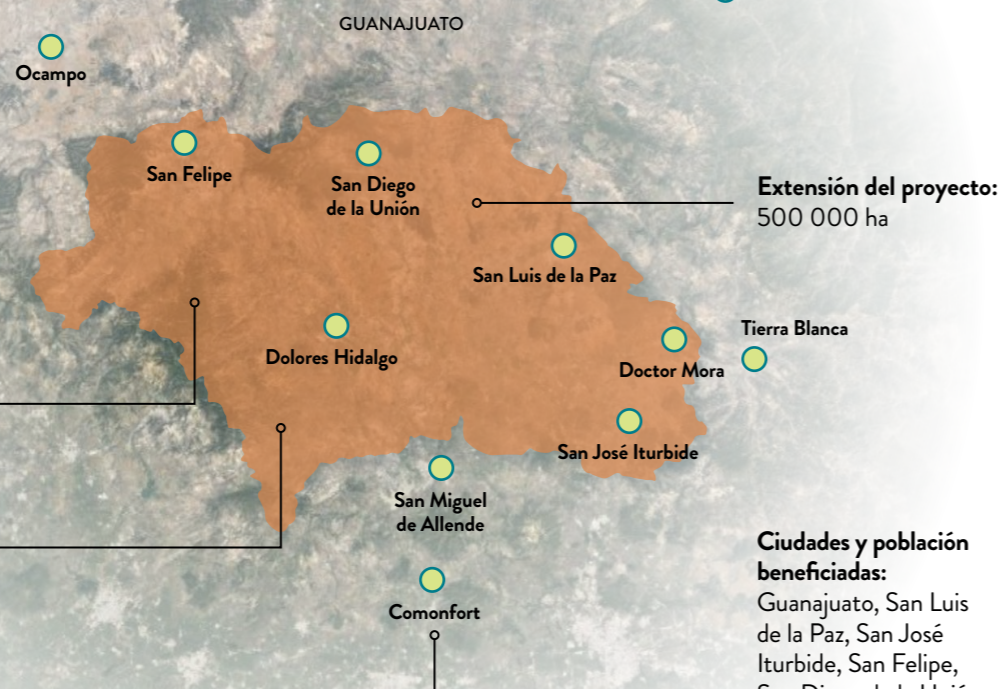 GUANAJUATO
Ocampo
San Felipe
San Diego
de la Unión
Extensión del proyecto:
500 000 ha
San Luis de la Paz
Tierra Blanca
Dolores Hidalgo
Doctor Mora
San José Iturbide
San Miguel
de Allende
Comonfort
Ciudades y población
beneficiadas:
Guanajuato, San Luis
de la Paz, San José
Iturbide, San Felipe,